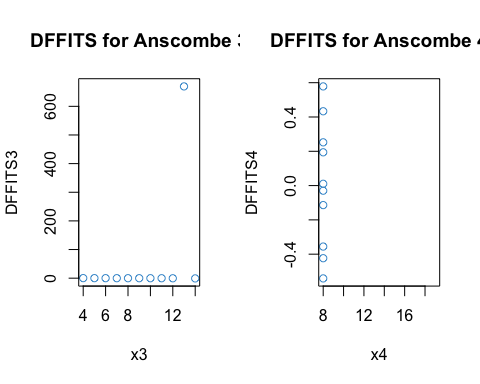 DFFITS for Anscombe 3
DFFITS3
600
400
200
0
4 6 8 12
x3
DFFITS for Anscombe 4
DFFITS4
0.4
0.0
-0.4
8 12 16
x4